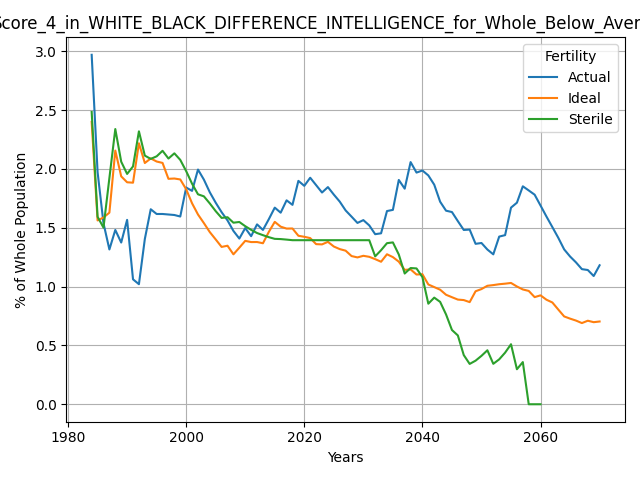 Score_4_in_WHITE_BLACK_DIFFERENCE_INTELLIGENCE_for_Whole_Below_Aver
Fertility
Actual
Ideal
Sterile
% of Whole Population
3.0
2.5
2.0
1.5
1.0
0.5
0.0
1980
2000
2020
2040
2060
Years